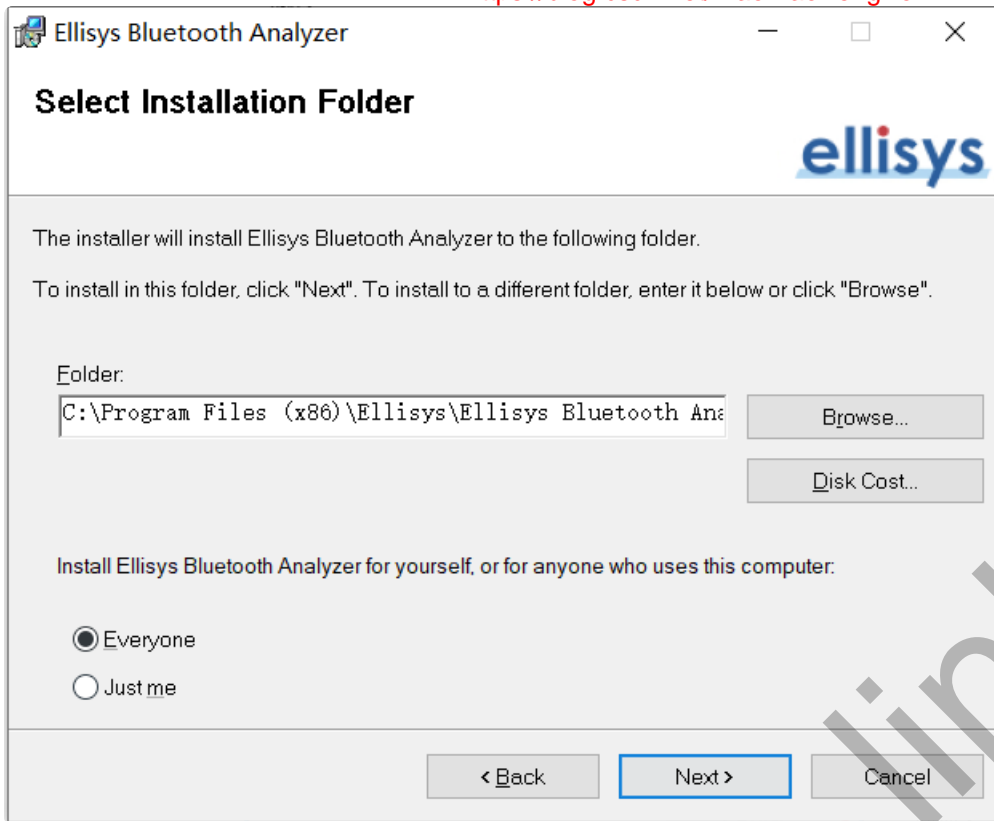 Ellisys Bluetooth Analyzer
Select Installation Folder
ellisys
The installer will install Ellisys Bluetooth Analyzer to the following folder.
To install in this folder, click "Next". To install to a different folder, enter it below or click "Browse".
Folder:
C:\Program Files (x86)\Ellisys\Ellisys Bluetooth Ana
Browse...
Disk Cost...
Install Ellisys Bluetooth Analyzer for yourself, or for anyone who uses this computer:
Everyone
Just me
< Back Next > Cancel